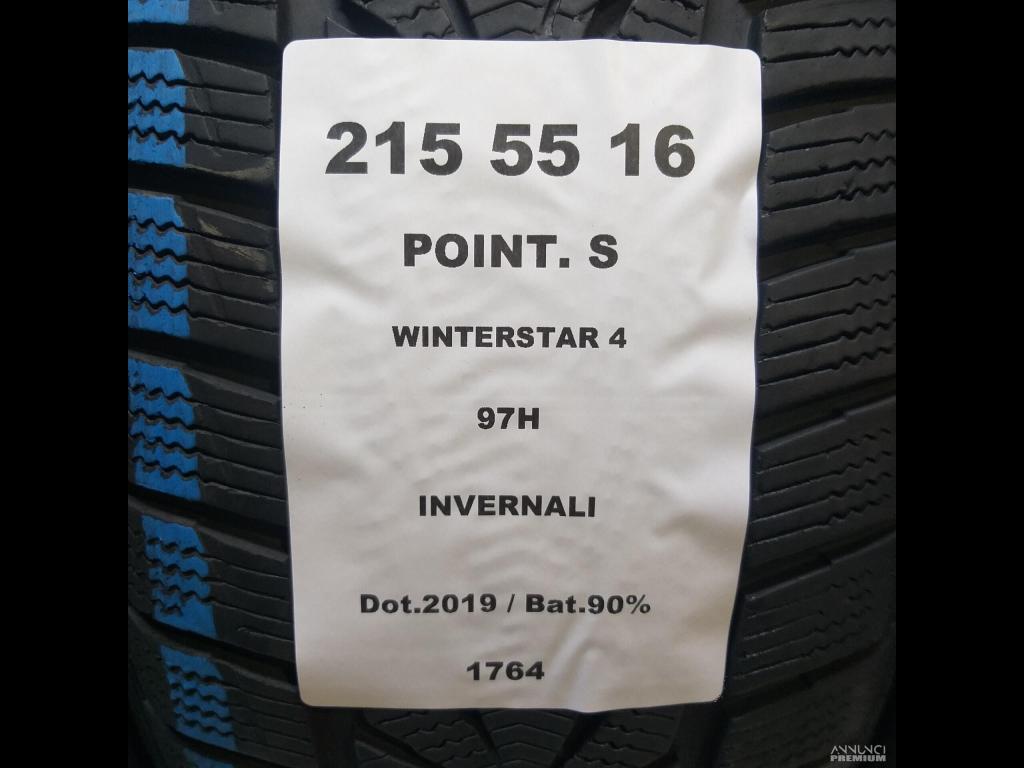 215 55 16
POINT. S
WINTERSTAR 4
97H
INVERNALI
Dot.2019 / Bat.90%
1764
ANNUNCI
PREMIUM